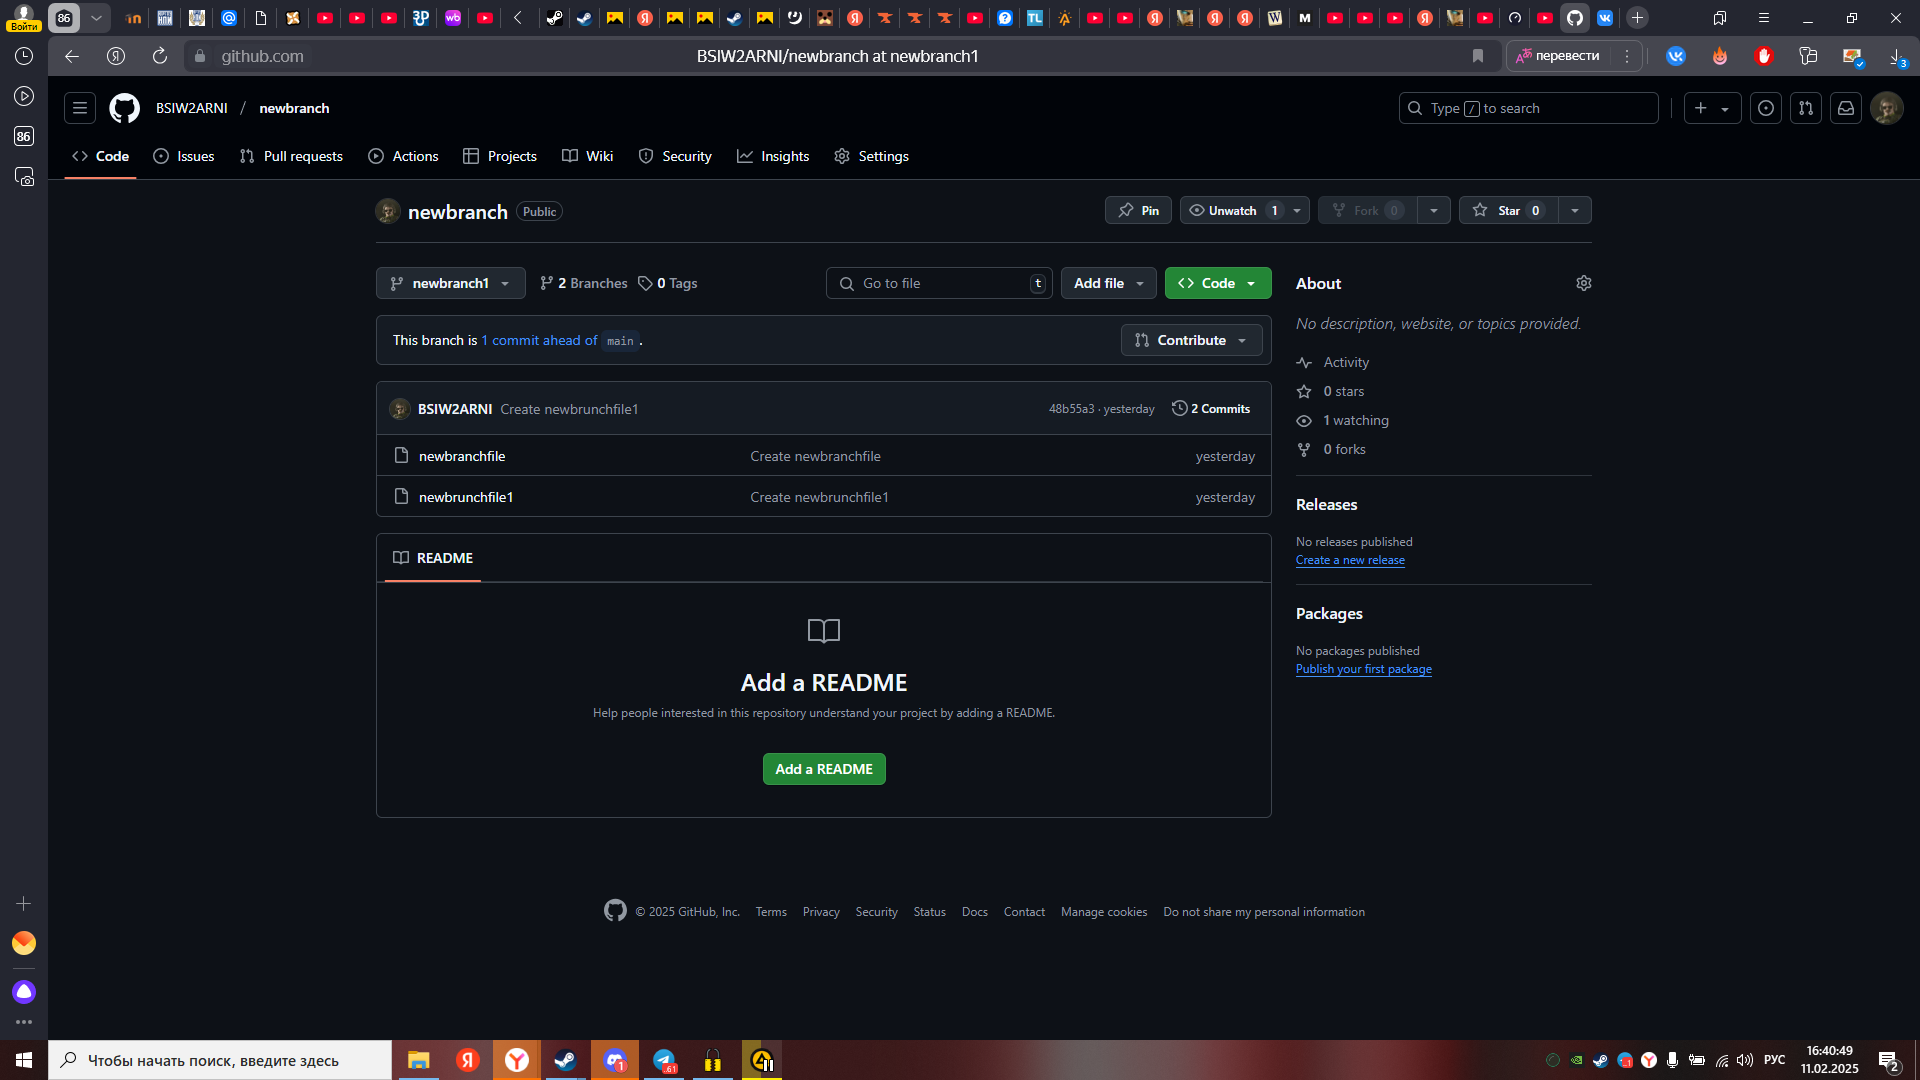 Войти
86
github.com
BSIW2ARNI/newbranch at newbranch1
перевести
3
86
BSIW2ARNI / newbranch
Type / to search
Code
Issues
Pull requests
Actions
Projects
Wiki
Security
Insights
Settings
newbranch Public
Pin
Unwatch 1
Fork 0
Star 0
newbranch1
2 Branches
0 Tags
Go to file t
Add file
Code
This branch is 1 commit ahead of main .
Contribute
BSIW2ARNI Create newbrunchfile1
48b55a3 · yesterday
2 Commits
newbranchfile Create newbranchfile yesterday
newbrunchfile1 Create newbrunchfile1 yesterday
README
Add a README
Help people interested in this repository understand your project by adding a README.
Add a README
About
No description, website, or topics provided.
Activity
0 stars
1 watching
0 forks
Releases
No releases published
Create a new release
Packages
No packages published
Publish your first package
© 2025 GitHub, Inc.
Terms
Privacy
Security
Status
Docs
Contact
Manage cookies
Do not share my personal information
Чтобы начать поиск, введите здесь
РУС
16:40:49
11.02.2025
2